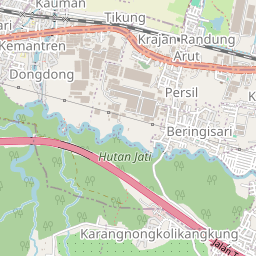 Kauman
Tikung
Krajan Randung
Kemantren
Arut
Dongdong
Persil
Beringisari
Hutan Jati
Karangnongkolikangkung
Jalan T